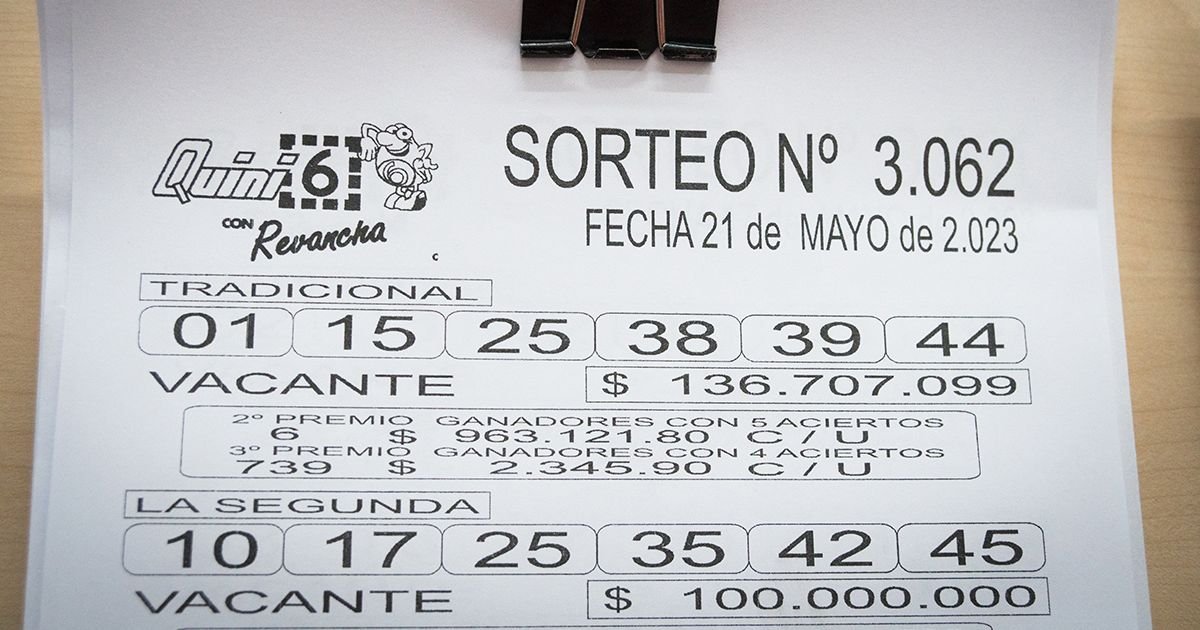 Quini 6
CON Revancha
c
SORTEO Nº 3.062
FECHA 21 de MAYO de 2.023
TRADICIONAL
01 15 25 38 39 44
VACANTE $ 136.707.099
2º PREMIO GANADORES CON 5 ACIERTOS
6 $ 963.121.80 C / U
3º PREMIO GANADORES CON 4 ACIERTOS
739 $ 2.345.90 C / U
LA SEGUNDA
10 17 25 35 42 45
VACANTE $ 100.000.000